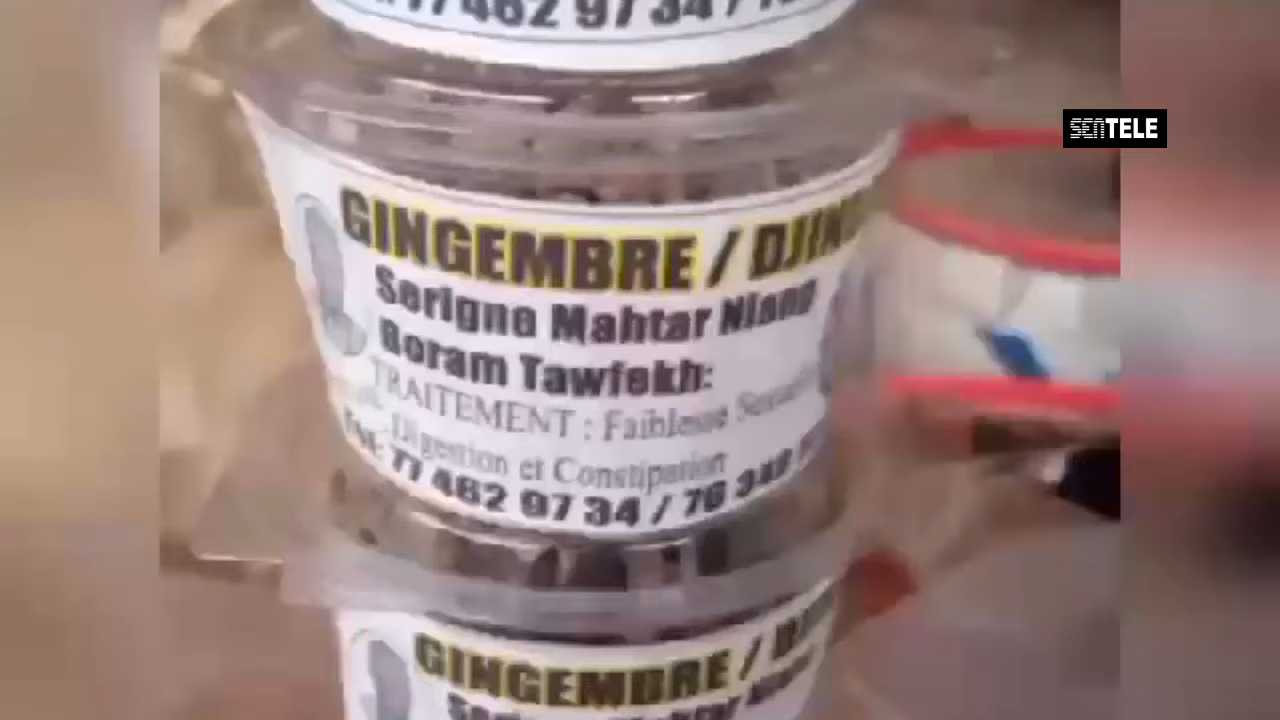 77 462 97 34 /
SENTELE
GINGEMBRE /
Serigne Mahtar Niang
Boram Tawfekh:
TRAITEMENT : Faiblesse
Digestion et Constipation
Tél: 77 462 97 34 / 76
GINGEMBRE /